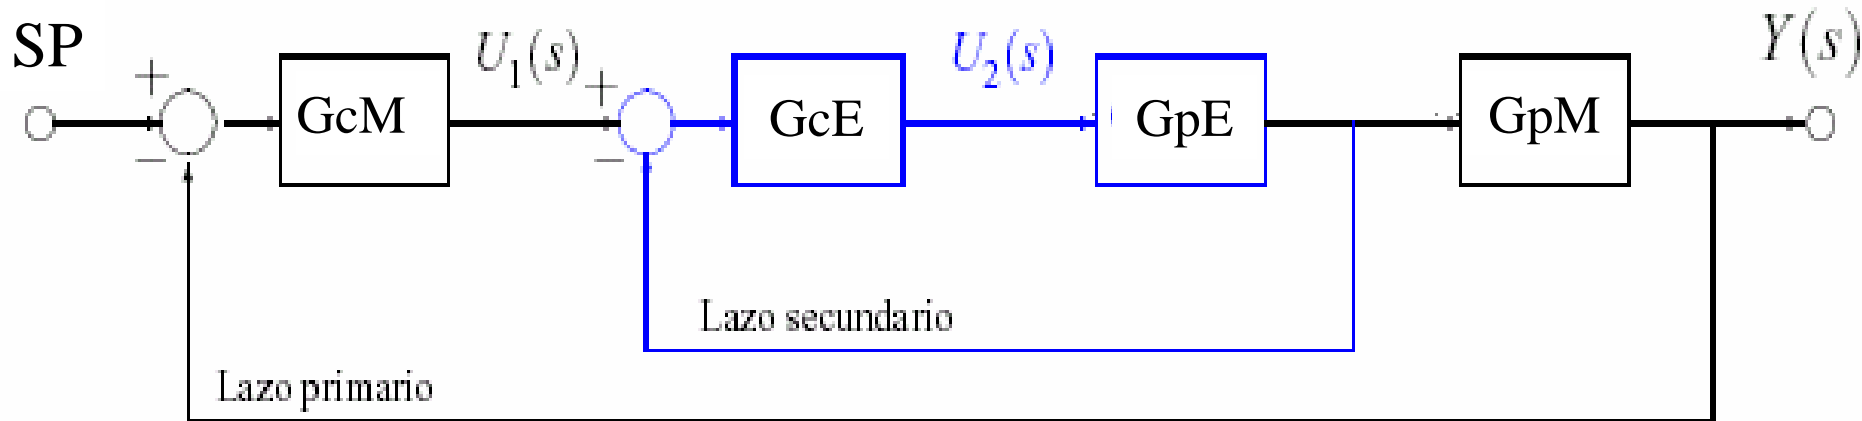 SP
+
−
GcM
U₁(s)
+
−
GcE
U₂(s)
GpE
GpM
Y(s)
Lazo secundario
Lazo primario